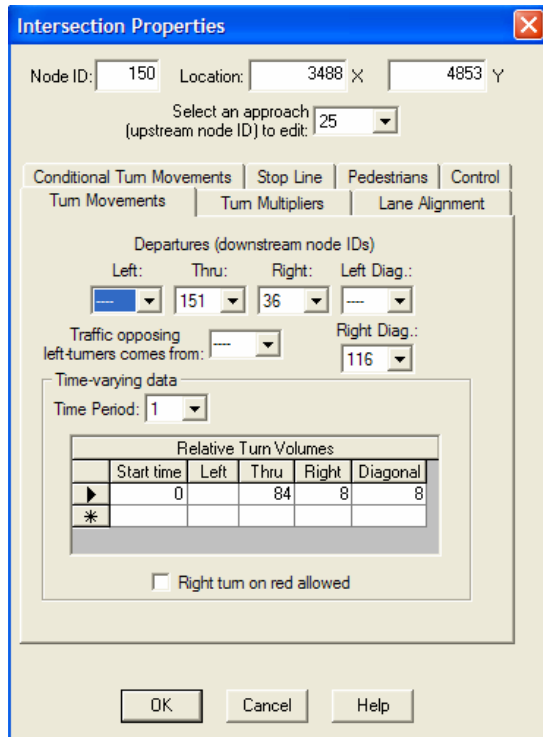 Intersection Properties
Node ID: 150 Location: 3488 X 4853 Y
Select an approach
(upstream node ID) to edit: 25
Conditional Turn Movements Stop Line Pedestrians Control
Turn Movements Turn Multipliers Lane Alignment
Departures (downstream node IDs)
Left: Thru: Right: Left Diag.:
---- 151 36 ----
Traffic opposing
left-turners comes from: ----
Right Diag.:
116
Time-varying data
Time Period: 1
Relative Turn Volumes
Start time Left Thru Right Diagonal
0 84 8 8
Right turn on red allowed
OK Cancel Help